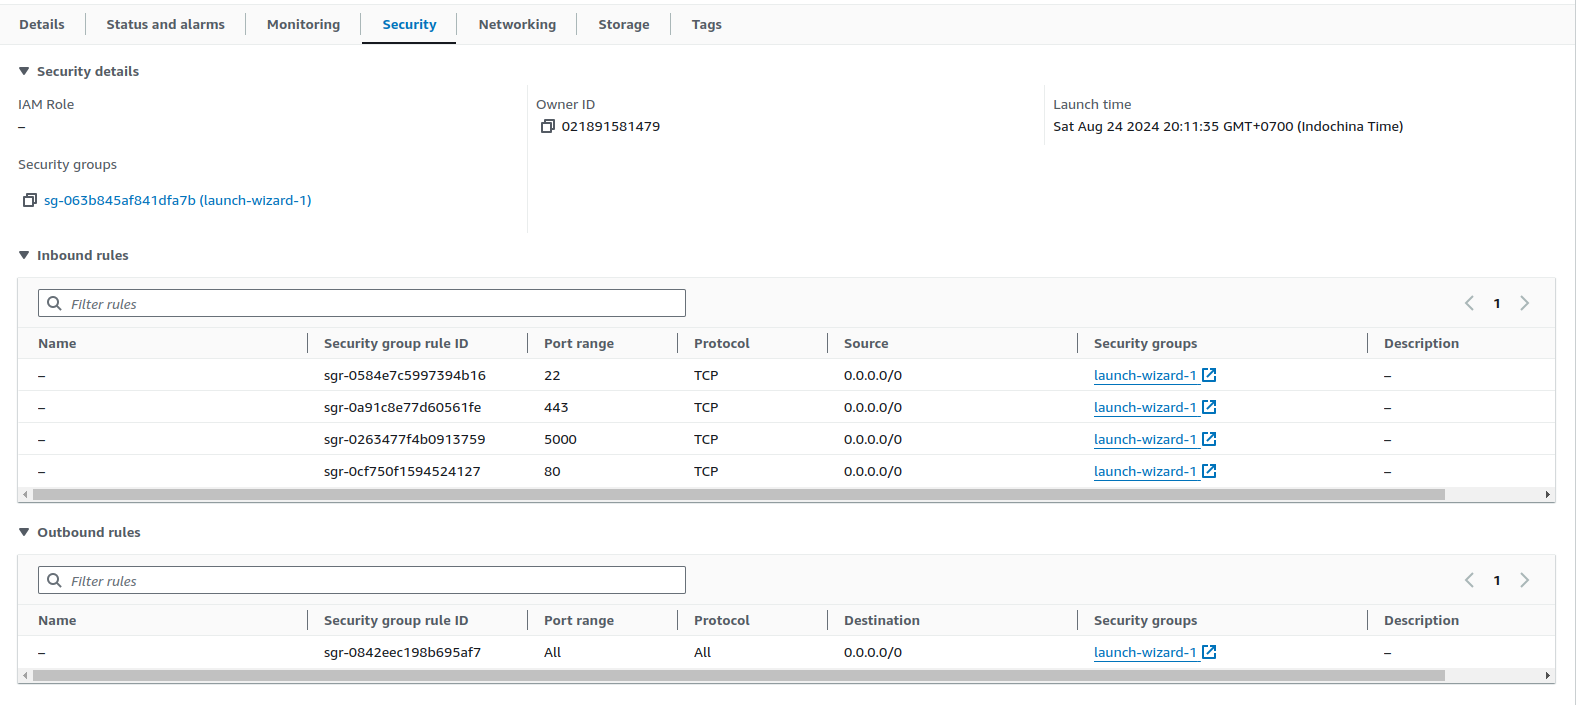 Details Status and alarms Monitoring Security Networking Storage Tags
Security details
IAM Role Owner ID Launch time
– 021891581479 Sat Aug 24 2024 20:11:35 GMT+0700 (Indochina Time)
Security groups
sg-063b845af841dfa7b (launch-wizard-1)
Inbound rules
Filter rules 1
Name Security group rule ID Port range Protocol Source Security groups Description
– sgr-0584e7c5997394b16 22 TCP 0.0.0.0/0 launch-wizard-1 –
– sgr-0a91c8e77d60561fe 443 TCP 0.0.0.0/0 launch-wizard-1 –
– sgr-0263477f4b0913759 5000 TCP 0.0.0.0/0 launch-wizard-1 –
– sgr-0cf750f1594524127 80 TCP 0.0.0.0/0 launch-wizard-1 –
Outbound rules
Filter rules 1
Name Security group rule ID Port range Protocol Destination Security groups Description
– sgr-0842eec198b695af7 All All 0.0.0.0/0 launch-wizard-1 –